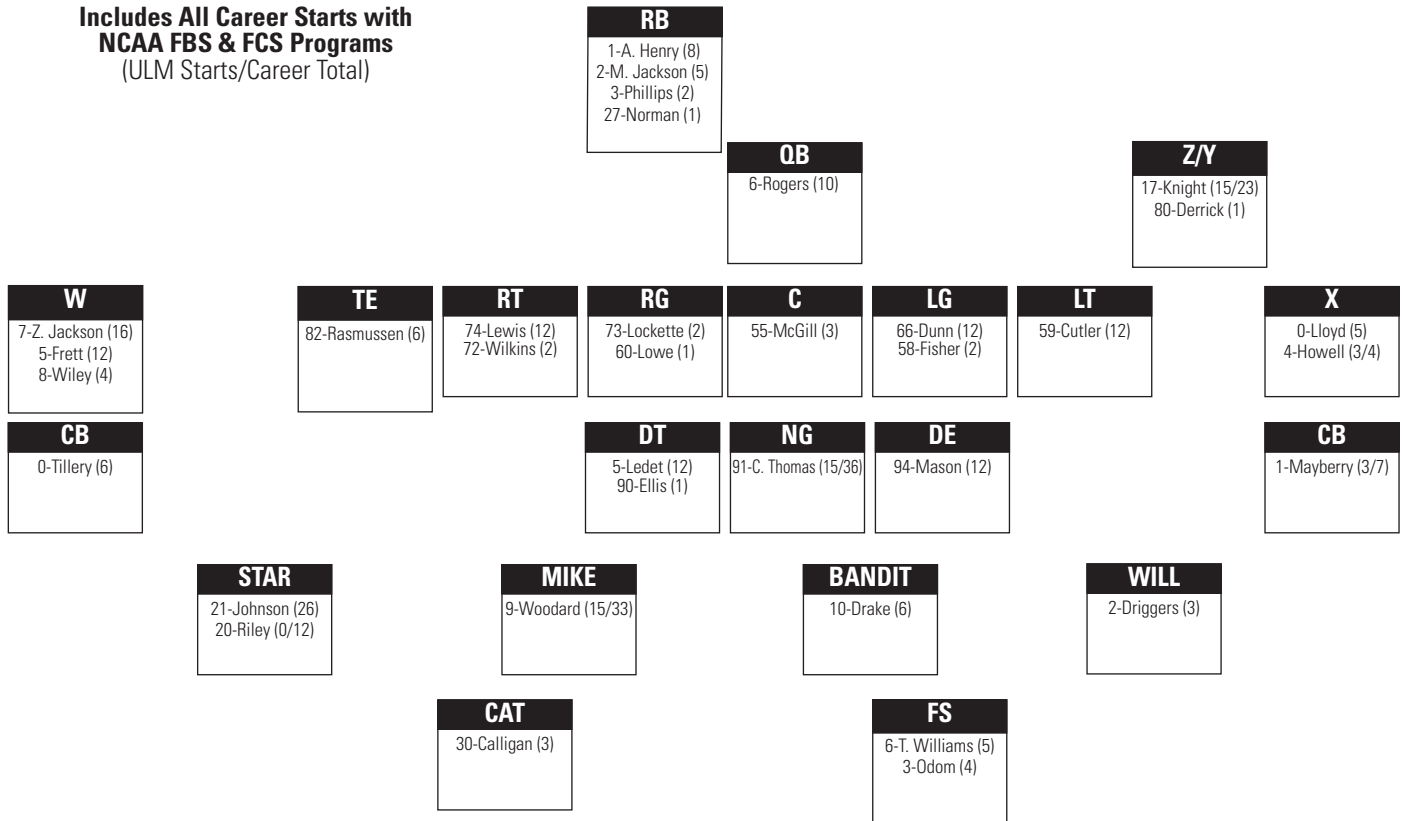 Includes All Career Starts with
NCAA FBS & FCS Programs
(ULM Starts/Career Total)
RB
1-A. Henry (8)
2-M. Jackson (5)
3-Phillips (2)
27-Norman (1)
QB
6-Rogers (10)
Z/Y
17-Knight (15/23)
80-Derrick (1)
W
7-Z. Jackson (16)
5-Frett (12)
8-Wiley (4)
TE
82-Rasmussen (6)
RT
74-Lewis (12)
72-Wilkins (2)
RG
73-Lockette (2)
60-Lowe (1)
C
55-McGill (3)
LG
66-Dunn (12)
58-Fisher (2)
LT
59-Cutler (12)
X
0-Lloyd (5)
4-Howell (3/4)
CB
0-Tillery (6)
DT
5-Ledet (12)
90-Ellis (1)
NG
91-C. Thomas (15/36)
DE
94-Mason (12)
CB
1-Mayberry (3/7)
STAR
21-Johnson (26)
20-Riley (0/12)
MIKE
9-Woodard (15/33)
BANDIT
10-Drake (6)
WILL
2-Driggers (3)
CAT
30-Calligan (3)
FS
6-T. Williams (5)
3-Odom (4)